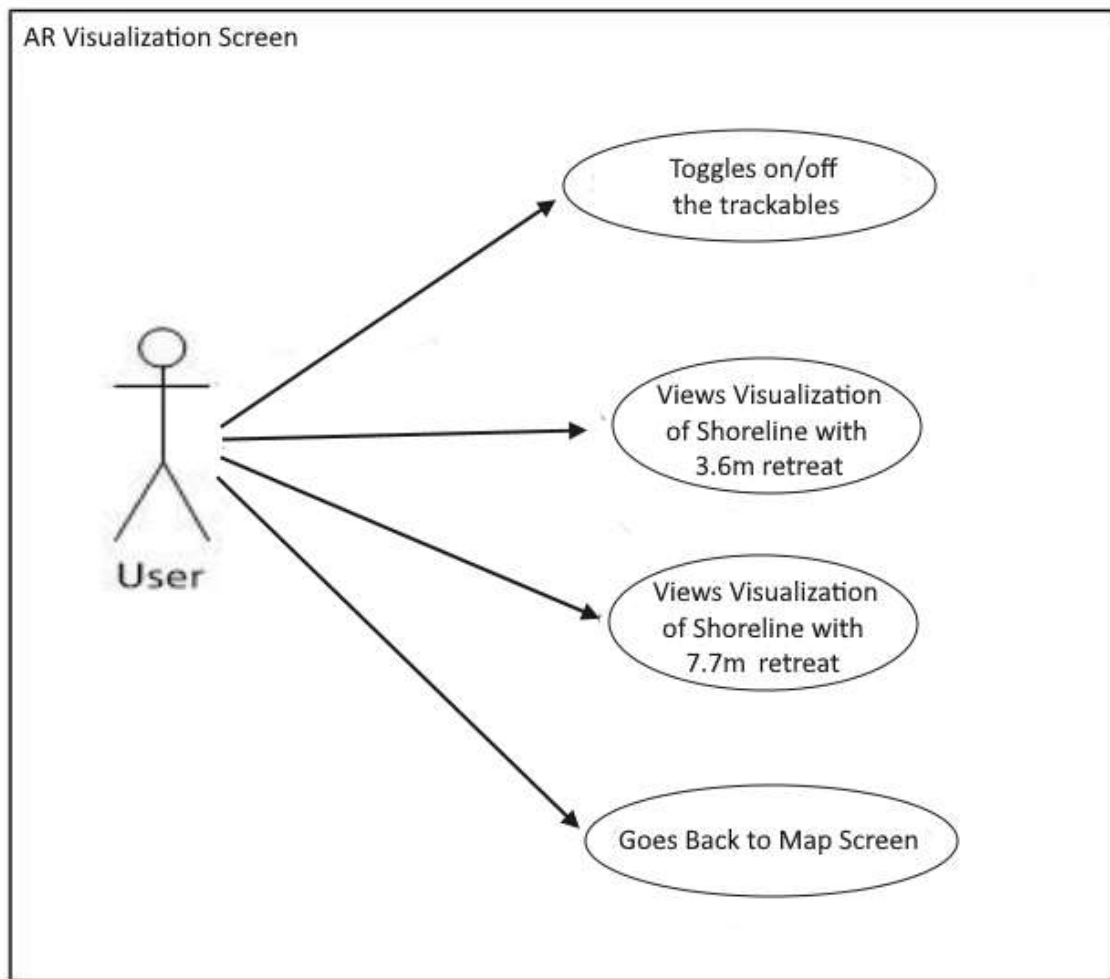 AR Visualization Screen
Toggles on/off
the trackables
Views Visualization
of Shoreline with
3.6m retreat
User
Views Visualization
of Shoreline with
7.7m retreat
Goes Back to Map Screen